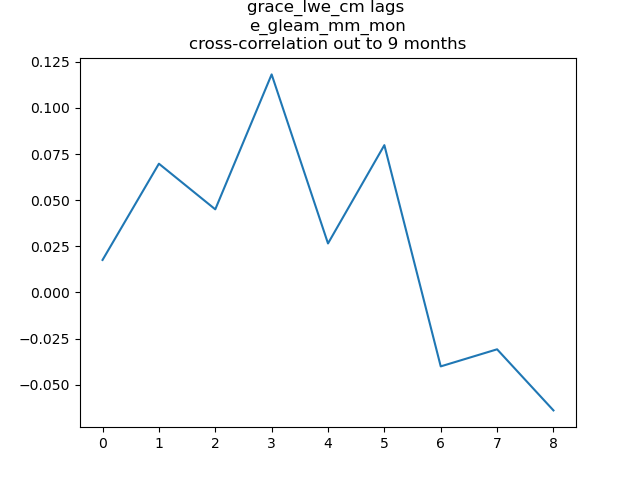 grace_lwe_cm lags
e_gleam_mm_mon
cross-correlation out to 9 months
0.125
0.100
0.075
0.050
0.025
0.000
−0.025
−0.050
0 1 2 3 4 5 6 7 8